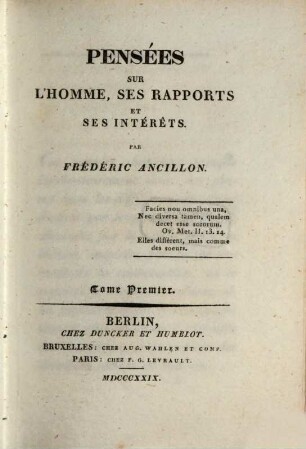 PENSÉES
SUR
L'HOMME, SES RAPPORTS
ET
SES INTÉRÊTS.
PAR
FRÉDÉRIC ANCILLON.
Facies non omnibus una,
Nec diversa tamen, qualem
decet esse sororum.
Ov. Met. II. 13. 14.
Elles diffèrent, mais comme
des soeurs.
Tome Premier.
BERLIN,
CHEZ DUNCKER ET HUMBLOT.
BRUXELLES: CHEZ AUG. WAHLEN ET COMP.
PARIS: CHEZ F. G. LEVRAULT.
MDCCCXXIX.